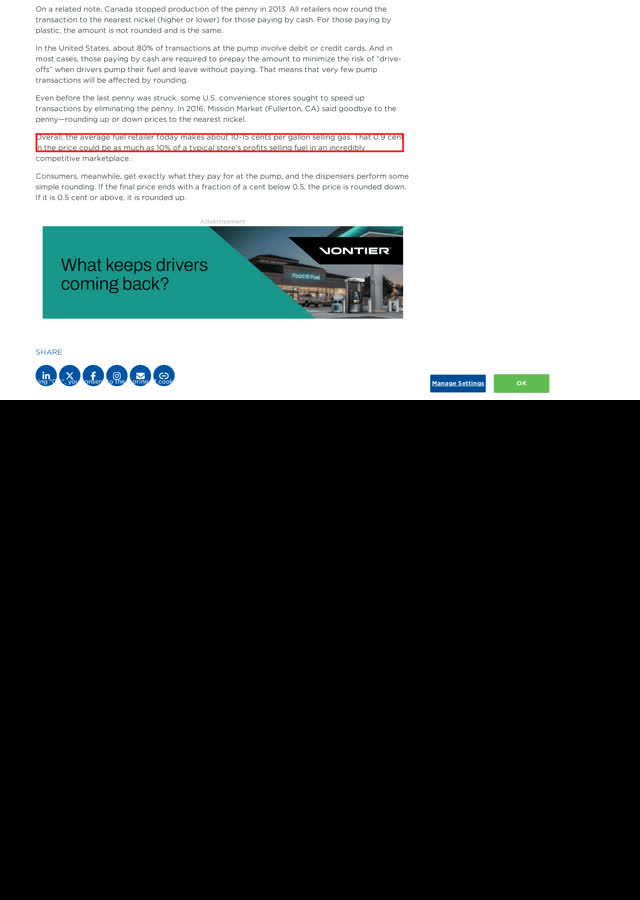 On a related note, Canada stopped production of the penny in 2013. All retailers now round the
transaction to the nearest nickel (higher or lower) for those paying by cash. For those paying by
plastic, the amount is not rounded and is the same.
In the United States, about 80% of transactions at the pump involve debit or credit cards. And in
most cases, those paying by cash are required to prepay the amount to minimize the risk of “drive-
offs” when drivers pump their fuel and leave without paying. That means that very few pump
transactions will be affected by rounding.
Even before the last penny was struck, some U.S. convenience stores sought to speed up
transactions by eliminating the penny. In 2016, Mission Market (Fullerton, CA) said goodbye to the
penny—rounding up or down prices to the nearest nickel.
Overall, the average fuel retailer today makes about 10-15 cents per gallon selling gas. That 0.9 cent
in the price could be as much as 10% of a typical store's profits selling fuel in an incredibly
competitive marketplace.
Consumers, meanwhile, get exactly what they pay for at the pump, and the dispensers perform some
simple rounding. If the final price ends with a fraction of a cent below 0.5, the price is rounded down.
If it is 0.5 cent or above, it is rounded up.
Advertisement
VONTIER
What keeps drivers
coming back?
Food & Fuel
SHARE
Manage Settings
OK